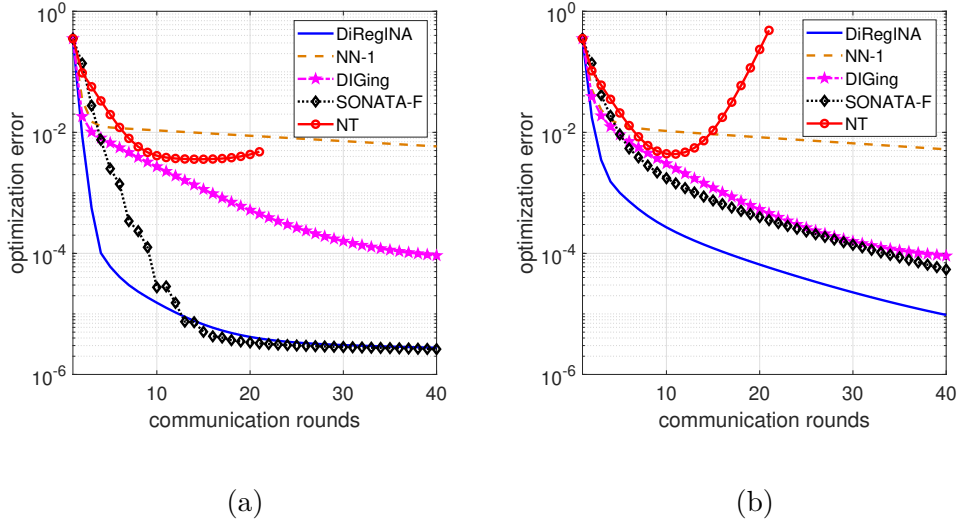 10^0
10^-2
10^-4
10^-6
optimization error
10
20
30
40
communication rounds
DiRegINA
NN-1
DIGing
SONATA-F
NT
(a)
10^0
10^-2
10^-4
10^-6
optimization error
10
20
30
40
communication rounds
DiRegINA
NN-1
DIGing
SONATA-F
NT
(b)